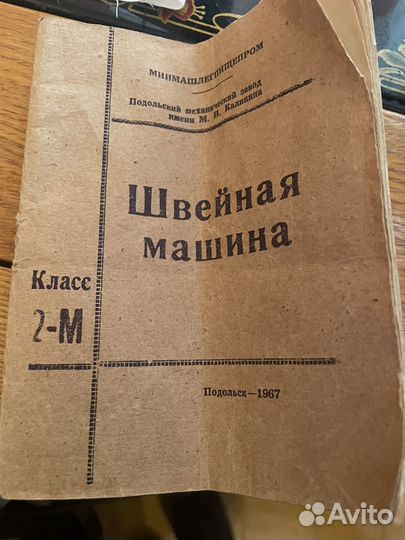 МИНМАШЛЕГПИЩЕПРОМ
Подольский механический завод
имени М. И. Калинина
Швейная
машина
Класс
2-М
Подольск—1967
Avito